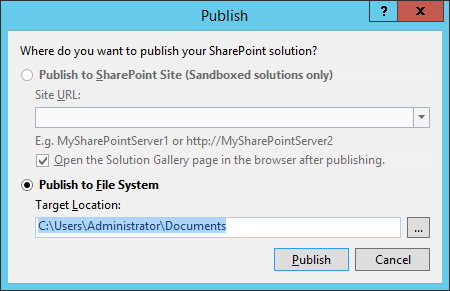 Publish
? x
Where do you want to publish your SharePoint solution?
Publish to SharePoint Site (Sandboxed solutions only)
Site URL:
E.g. MySharePointServer1 or http://MySharePointServer2
Open the Solution Gallery page in the browser after publishing.
Publish to File System
Target Location:
C:\Users\Administrator\Documents
...
Publish Cancel